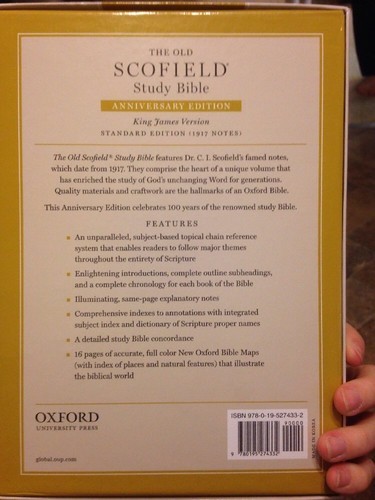 THE OLD
SCOFIELD®
Study Bible
ANNIVERSARY EDITION
King James Version
STANDARD EDITION (1917 NOTES)
The Old Scofield® Study Bible features Dr. C. I. Scofield's famed notes,
which date from 1917. They comprise the heart of a unique volume that
has enriched the study of God's unchanging Word for generations.
Quality materials and craftwork are the hallmarks of an Oxford Bible.
This Anniversary Edition celebrates 100 years of the renowned study Bible.
FEATURES
An unparalleled, subject-based topical chain reference
system that enables readers to follow major themes
throughout the entirety of Scripture
Enlightening introductions, complete outline subheadings,
and a complete chronology for each book of the Bible
Illuminating, same-page explanatory notes
Comprehensive indexes to annotations with integrated
subject index and dictionary of Scripture proper names
A detailed study Bible concordance
16 pages of accurate, full color New Oxford Bible Maps
(with index of places and natural features) that illustrate
the biblical world
OXFORD
UNIVERSITY PRESS
global.oup.com
ISBN 978-0-19-527433-2
90000
9 780195 274332
MADE IN KOREA